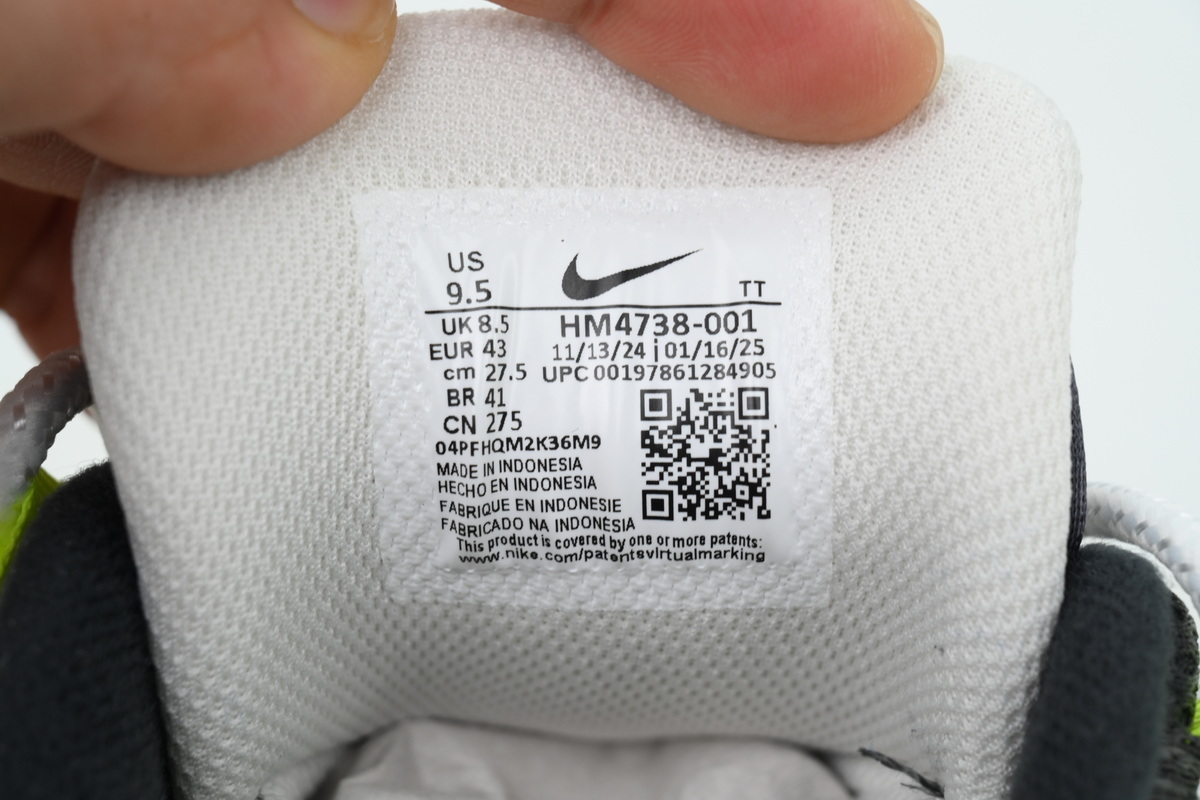 US
9.5
TT
UK 8.5
HM4738-001
EUR 43
11/13/24 | 01/16/25
cm 27.5
UPC 00197861284905
BR 41
CN 275
04PFHQM2K36M9
MADE IN INDONESIA
HECHO EN INDONESIA
FABRIQUE EN INDONESIE
FABRICADO NA INDONÉSIA
This product is covered by one or more patents:
www.nike.com/patentsvirtualmarking